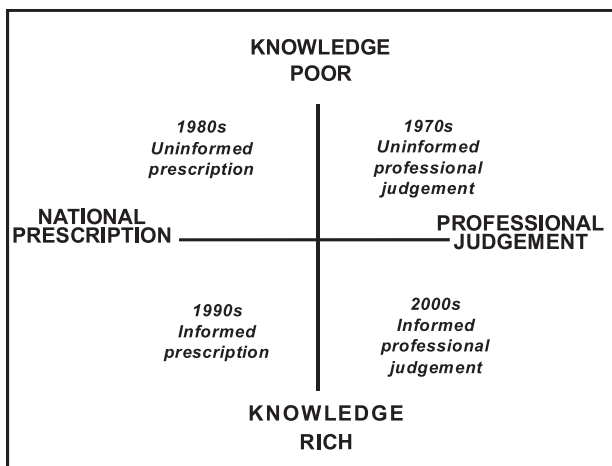 KNOWLEDGE
POOR
1980s
Uninformed
prescription
1970s
Uninformed
professional
judgement
NATIONAL
PRESCRIPTION
PROFESSIONAL
JUDGEMENT
1990s
Informed
prescription
2000s
Informed
professional
judgement
KNOWLEDGE
RICH